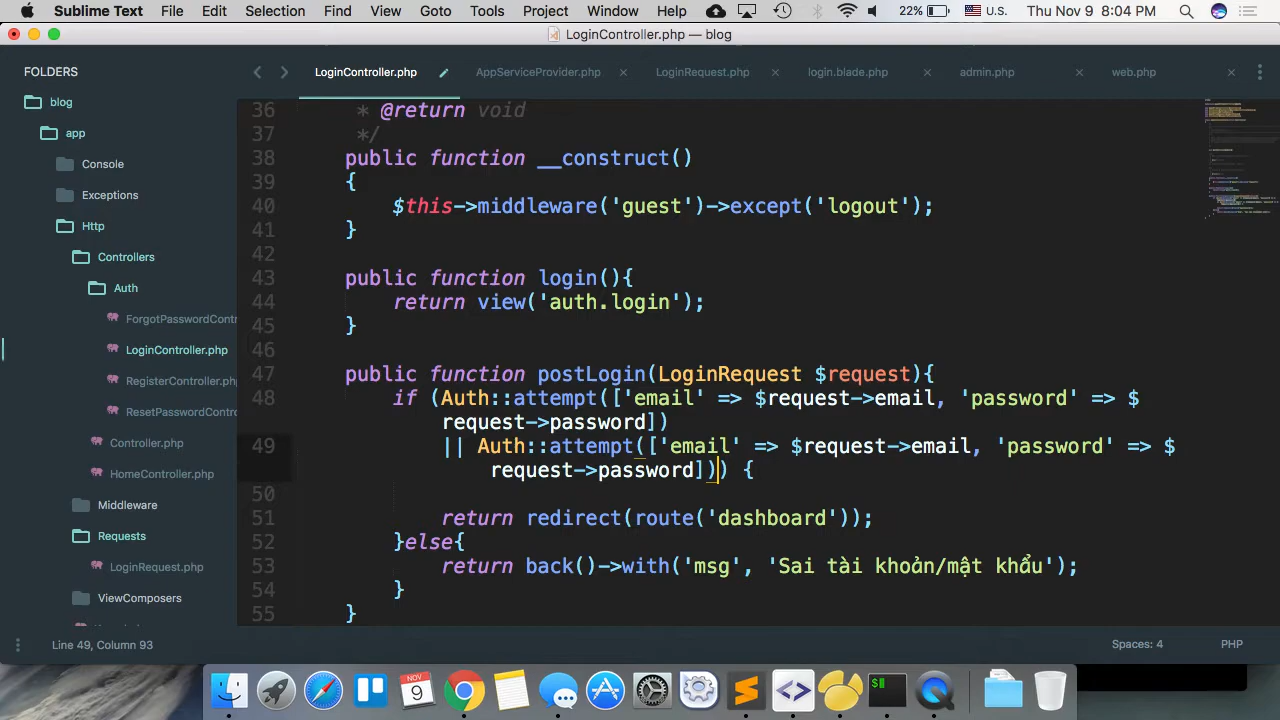 Sublime Text File Edit Selection Find View Goto Tools Project Window Help 22% U.S. Thu Nov 9 8:04 PM
LoginController.php — blog
FOLDERS
LoginController.php AppServiceProvider.php LoginRequest.php login.blade.php admin.php web.php
blog
app
Console
Exceptions
Http
Controllers
Auth
ForgotPasswordContr
LoginController.php
RegisterController.php
ResetPasswordContro
Controller.php
HomeController.php
Middleware
Requests
LoginRequest.php
ViewComposers
36 * @return void
37 */
38 public function __construct()
39 {
40 $this->middleware('guest')->except('logout');
41 }
42
43 public function login(){
44 return view('auth.login');
45 }
46
47 public function postLogin(LoginRequest $request){
48 if (Auth::attempt(['email' => $request->email, 'password' => $
request->password])
49 || Auth::attempt(['email' => $request->email, 'password' => $
request->password])) {
50
51 return redirect(route('dashboard'));
52 }else{
53 return back()->with('msg', 'Sai tài khoản/mật khẩu');
54 }
55 }
Line 49, Column 93 Spaces: 4 PHP
NOV
9